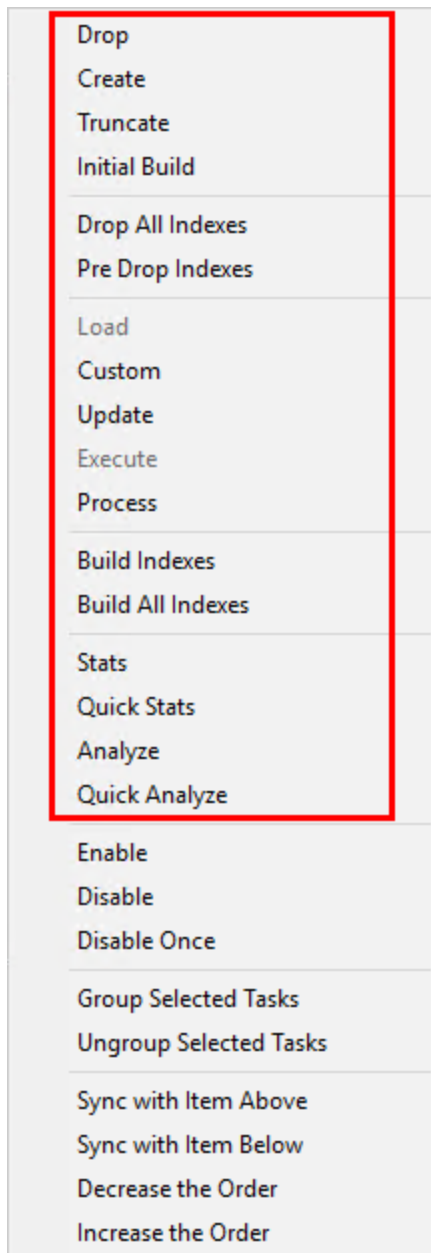 Drop
Create
Truncate
Initial Build
Drop All Indexes
Pre Drop Indexes
Load
Custom
Update
Execute
Process
Build Indexes
Build All Indexes
Stats
Quick Stats
Analyze
Quick Analyze
Enable
Disable
Disable Once
Group Selected Tasks
Ungroup Selected Tasks
Sync with Item Above
Sync with Item Below
Decrease the Order
Increase the Order